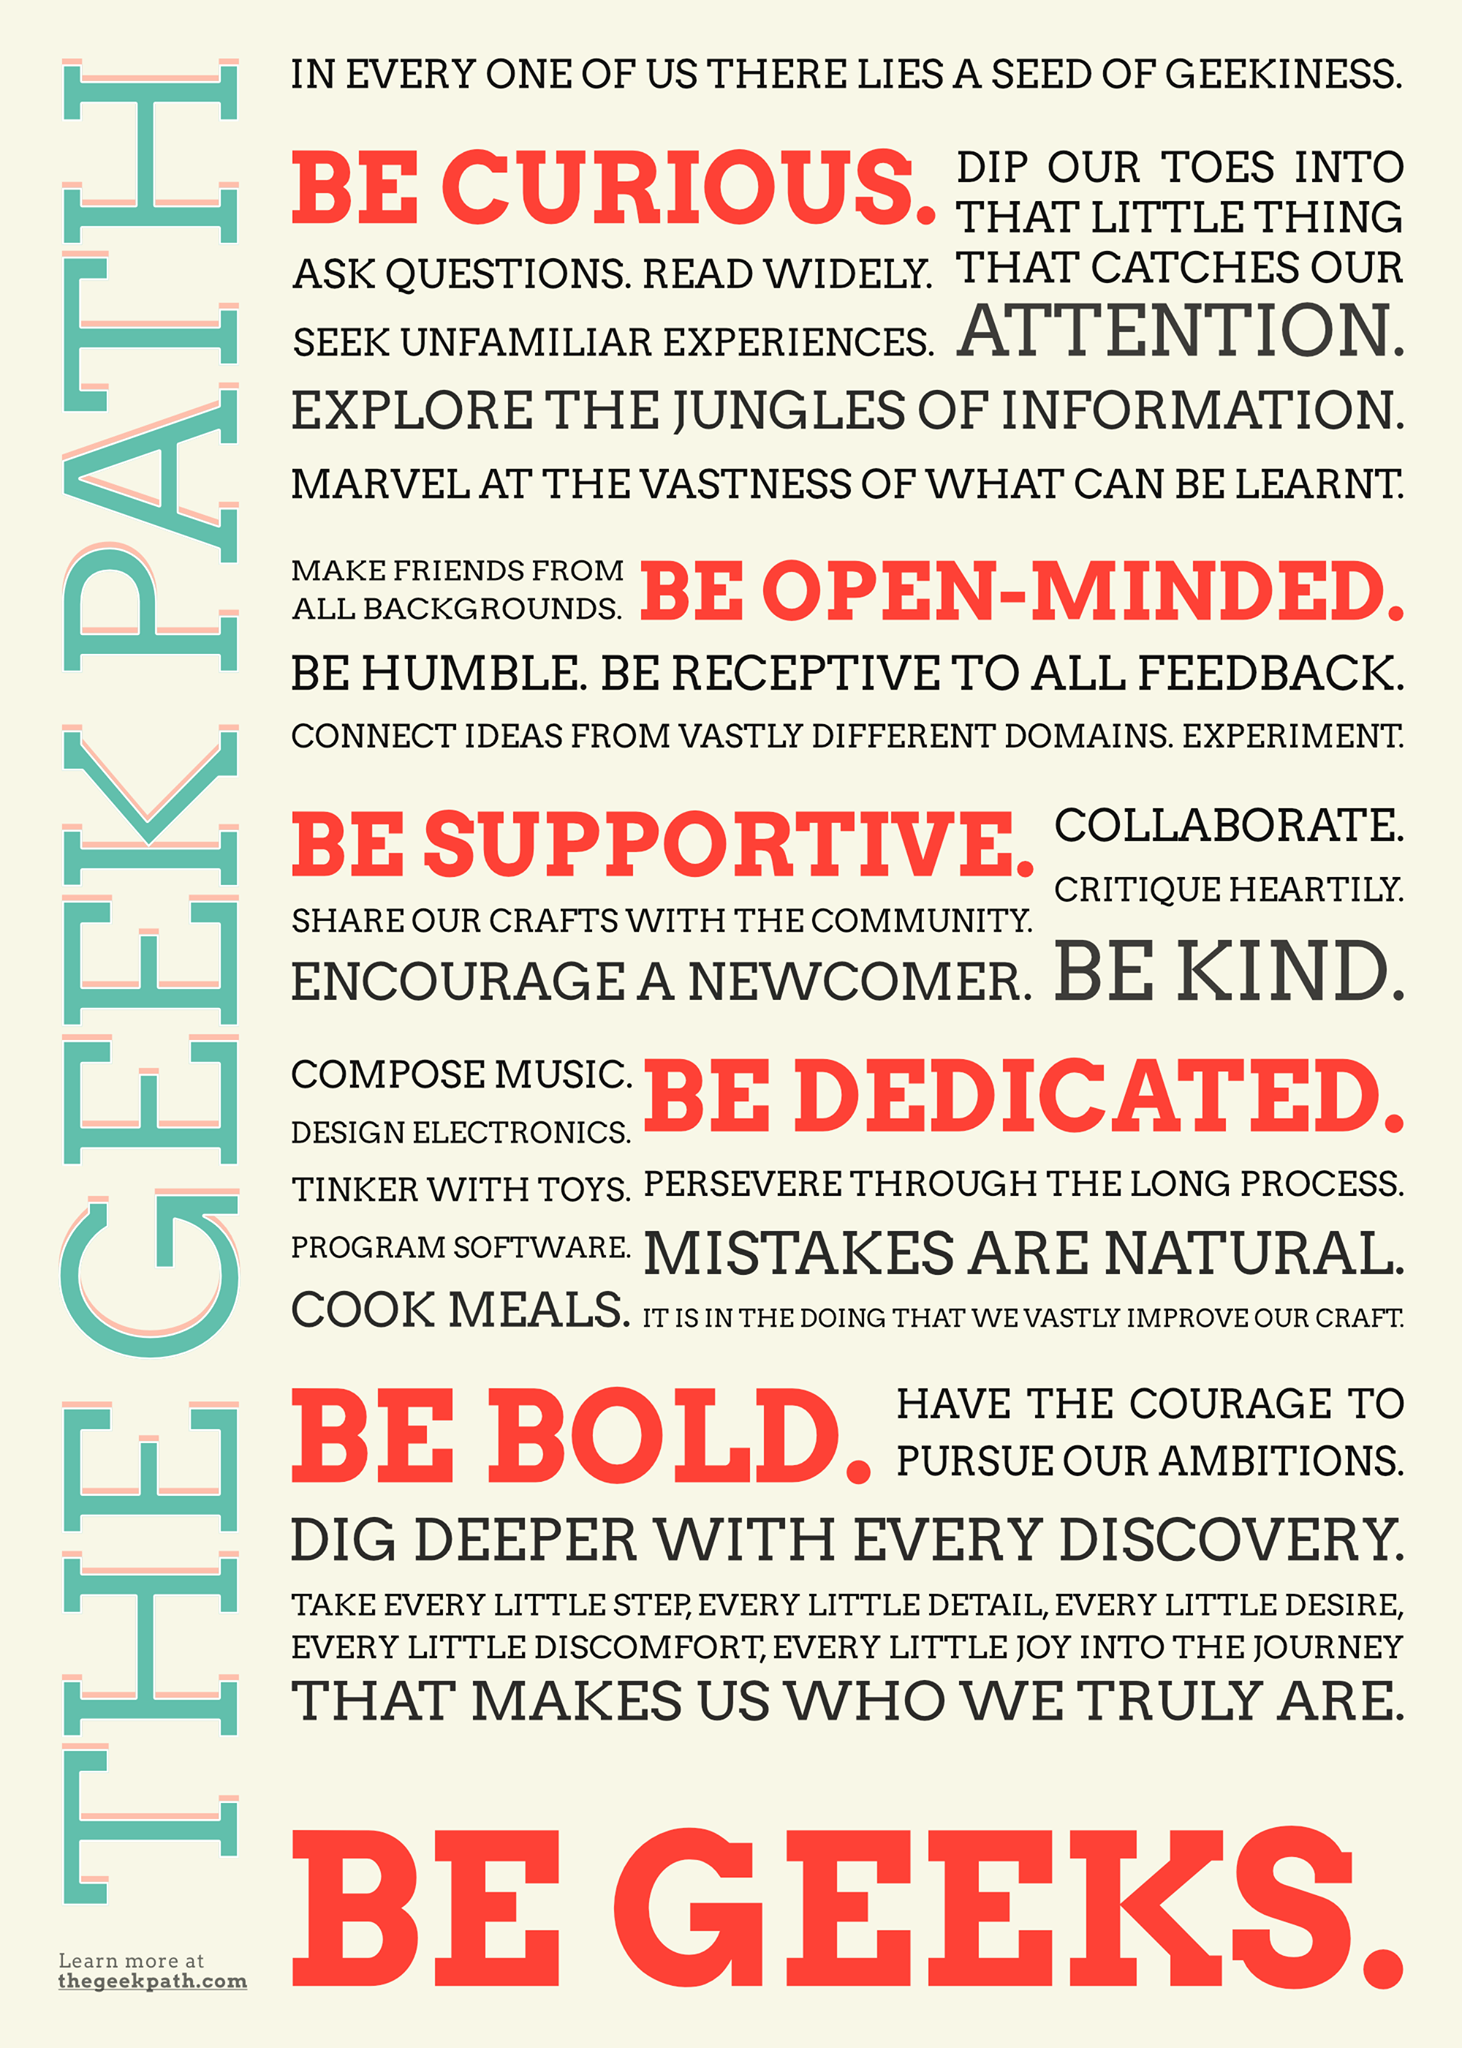 THE GEEK PATH
IN EVERY ONE OF US THERE LIES A SEED OF GEEKINESS.
BE CURIOUS.
ASK QUESTIONS. READ WIDELY.
SEEK UNFAMILIAR EXPERIENCES.
DIP OUR TOES INTO
THAT LITTLE THING
THAT CATCHES OUR
ATTENTION.
EXPLORE THE JUNGLES OF INFORMATION.
MARVEL AT THE VASTNESS OF WHAT CAN BE LEARNT.
MAKE FRIENDS FROM
ALL BACKGROUNDS.
BE OPEN-MINDED.
BE HUMBLE. BE RECEPTIVE TO ALL FEEDBACK.
CONNECT IDEAS FROM VASTLY DIFFERENT DOMAINS. EXPERIMENT.
BE SUPPORTIVE.
SHARE OUR CRAFTS WITH THE COMMUNITY.
ENCOURAGE A NEWCOMER.
COLLABORATE.
CRITIQUE HEARTILY.
BE KIND.
COMPOSE MUSIC.
DESIGN ELECTRONICS.
TINKER WITH TOYS.
PROGRAM SOFTWARE.
COOK MEALS.
BE DEDICATED.
PERSEVERE THROUGH THE LONG PROCESS.
MISTAKES ARE NATURAL.
IT IS IN THE DOING THAT WE VASTLY IMPROVE OUR CRAFT.
BE BOLD.
HAVE THE COURAGE TO
PURSUE OUR AMBITIONS.
DIG DEEPER WITH EVERY DISCOVERY.
TAKE EVERY LITTLE STEP, EVERY LITTLE DETAIL, EVERY LITTLE DESIRE,
EVERY LITTLE DISCOMFORT, EVERY LITTLE JOY INTO THE JOURNEY
THAT MAKES US WHO WE TRULY ARE.
BE GEEKS.
Learn more at
thegeekpath.com